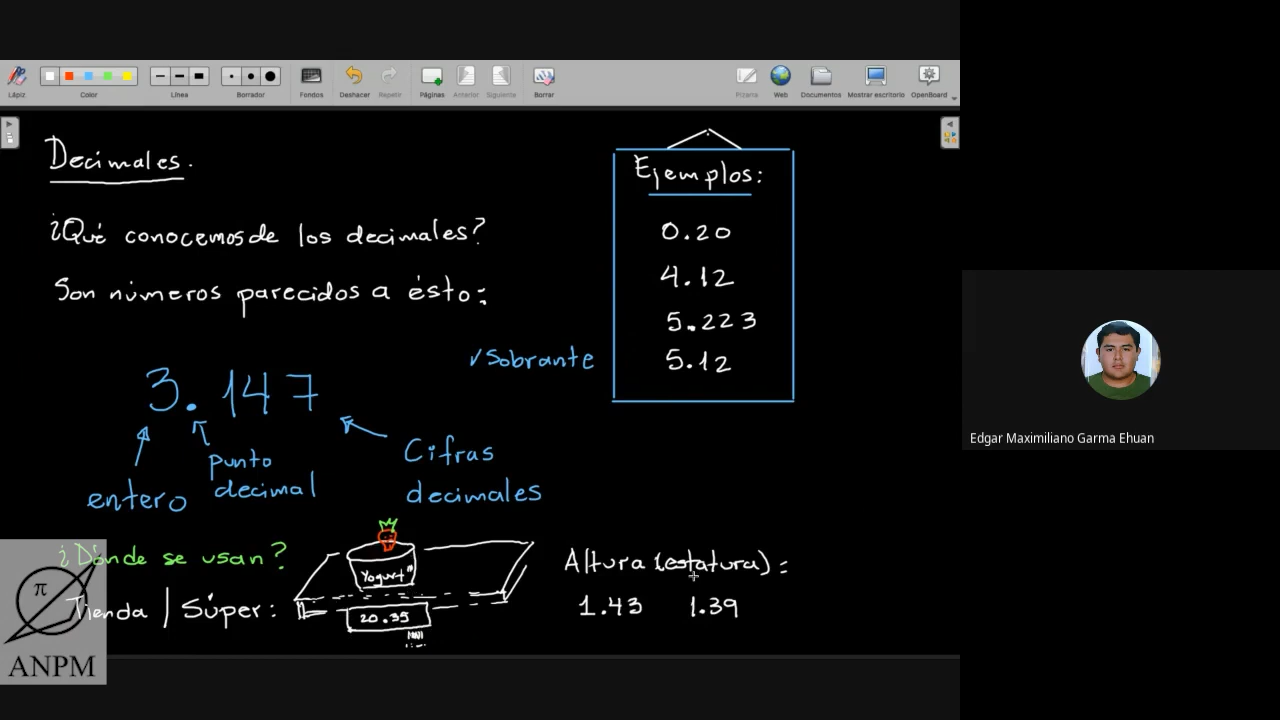 Lápiz
Color
Línea
Borrador
Fondos
Deshacer
Repetir
Páginas
Anterior
Siguiente
Borrar
Pizarra
Web
Documentos
Mostrar escritorio
OpenBoard
Decimales.
¿Qué conocemos de los decimales?
Son números parecidos a ésto:
3.147
entero
punto
decimal
Cifras
decimales
✓Sobrante
Ejemplos:
0.20
4.12
5.223
5.12
¿Dónde se usan?
Tienda | Súper:
Yogurt
20.35
Altura (estatura):
1.43 1.39
π
ANPM
Edgar Maximiliano Garma Ehuan